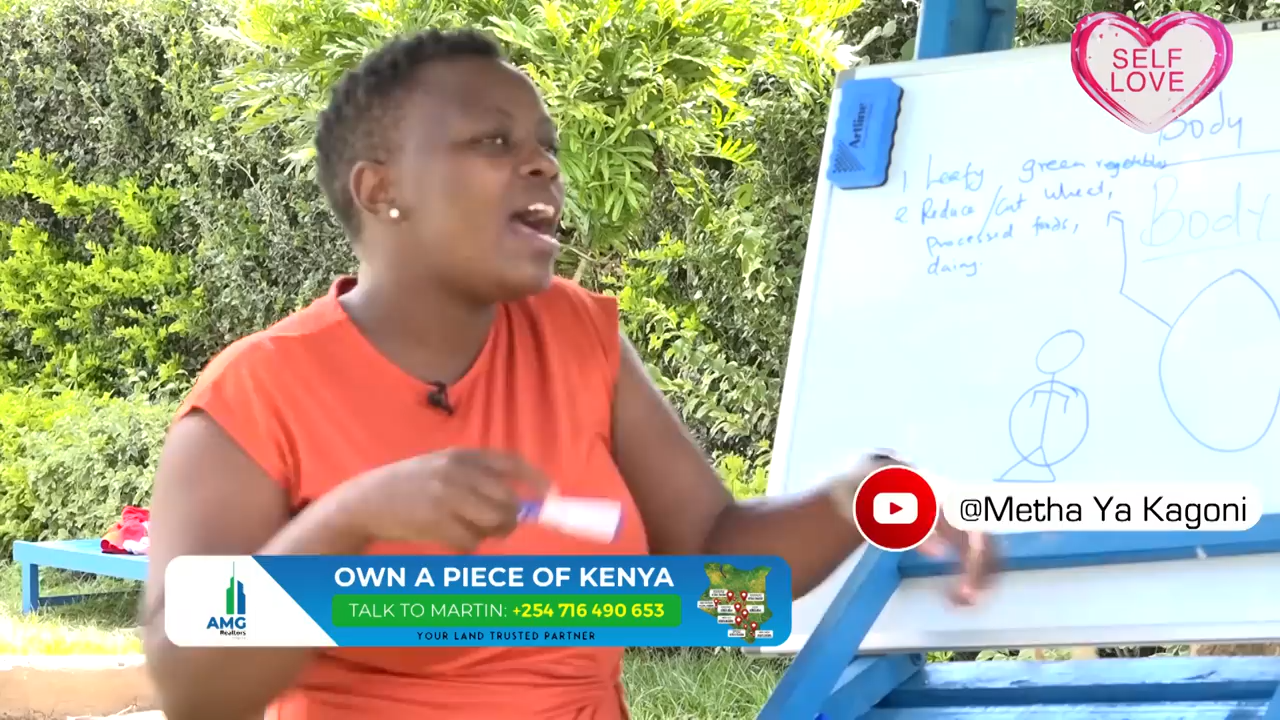 SELF
LOVE
Artline
Body
1 Leafy green vegetables
2 Reduce / Cut wheat,
processed foods,
dairy.
Body
@Metha Ya Kagoni
AMG
Realtors
OWN A PIECE OF KENYA
TALK TO MARTIN: +254 716 490 653
YOUR LAND TRUSTED PARTNER